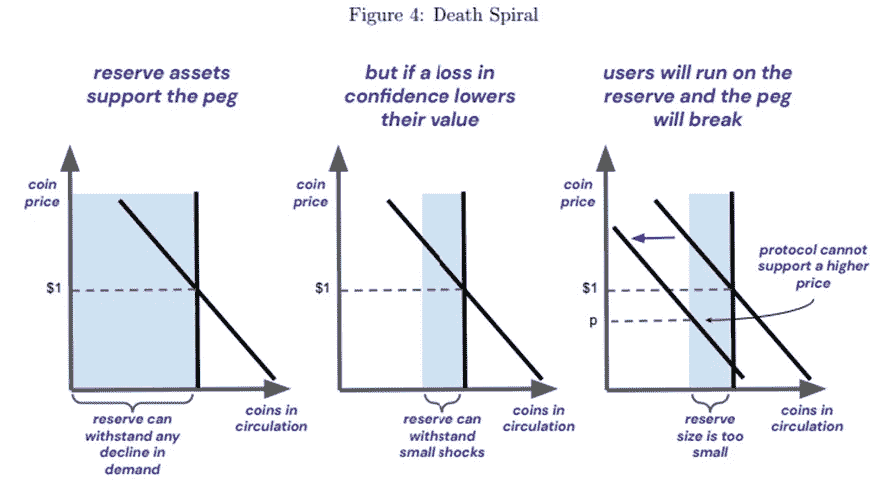 Figure 4: Death Spiral
reserve assets
support the peg
coin
price
$1
reserve can
withstand any
decline in
demand
coins in
circulation
but if a loss in
confidence lowers
their value
coin
price
$1
reserve can
withstand
small shocks
coins in
circulation
users will run on the
reserve and the peg
will break
coin
price
$1
p
protocol cannot
support a higher
price
reserve
size is too
small
coins in
circulation